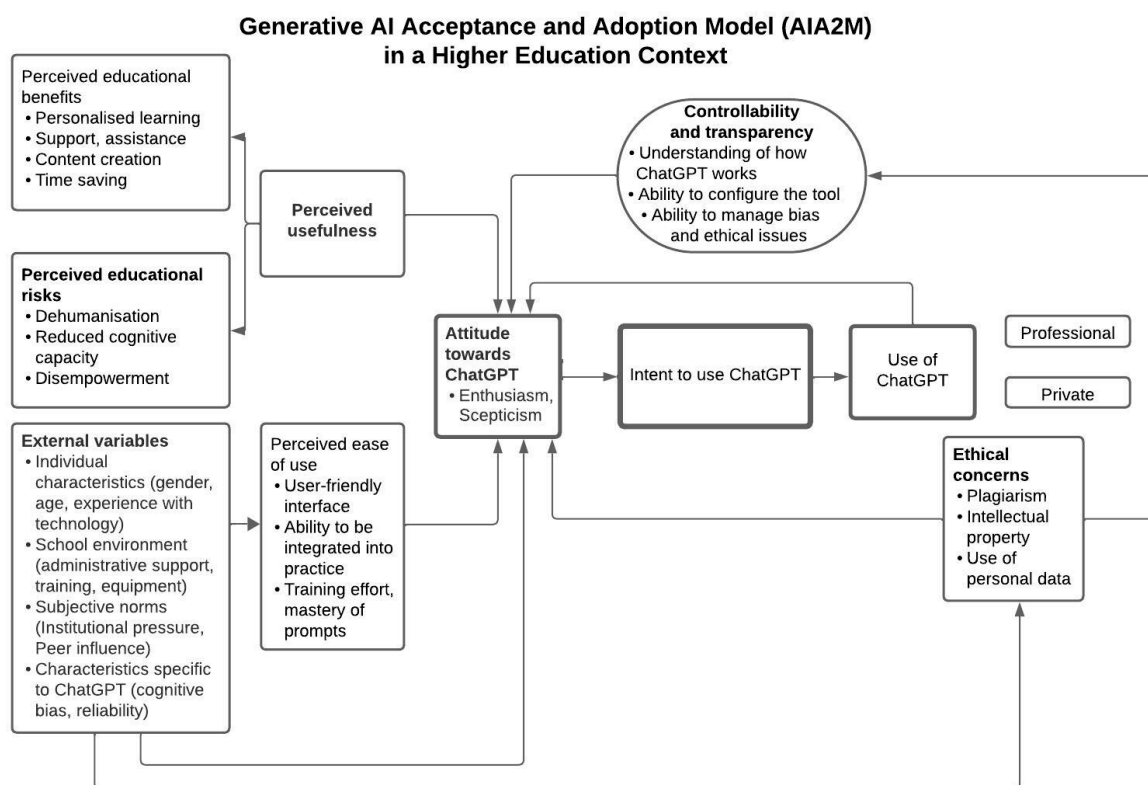 Generative AI Acceptance and Adoption Model (AIA2M)
in a Higher Education Context
Perceived educational
benefits
• Personalised learning
• Support, assistance
• Content creation
• Time saving
Perceived
usefulness
Controllability
and transparency
• Understanding of how
ChatGPT works
• Ability to configure the tool
• Ability to manage bias
and ethical issues
Perceived educational
risks
• Dehumanisation
• Reduced cognitive
capacity
• Disempowerment
Attitude
towards
ChatGPT
• Enthusiasm,
Scepticism
Intent to use ChatGPT
Use of
ChatGPT
Professional
Private
External variables
• Individual
characteristics (gender,
age, experience with
technology)
• School environment
(administrative support,
training, equipment)
• Subjective norms
(Institutional pressure,
Peer influence)
• Characteristics specific
to ChatGPT (cognitive
bias, reliability)
Perceived ease
of use
• User-friendly
interface
• Ability to be
integrated into
practice
• Training effort,
mastery of
prompts
Ethical
concerns
• Plagiarism
• Intellectual
property
• Use of
personal data